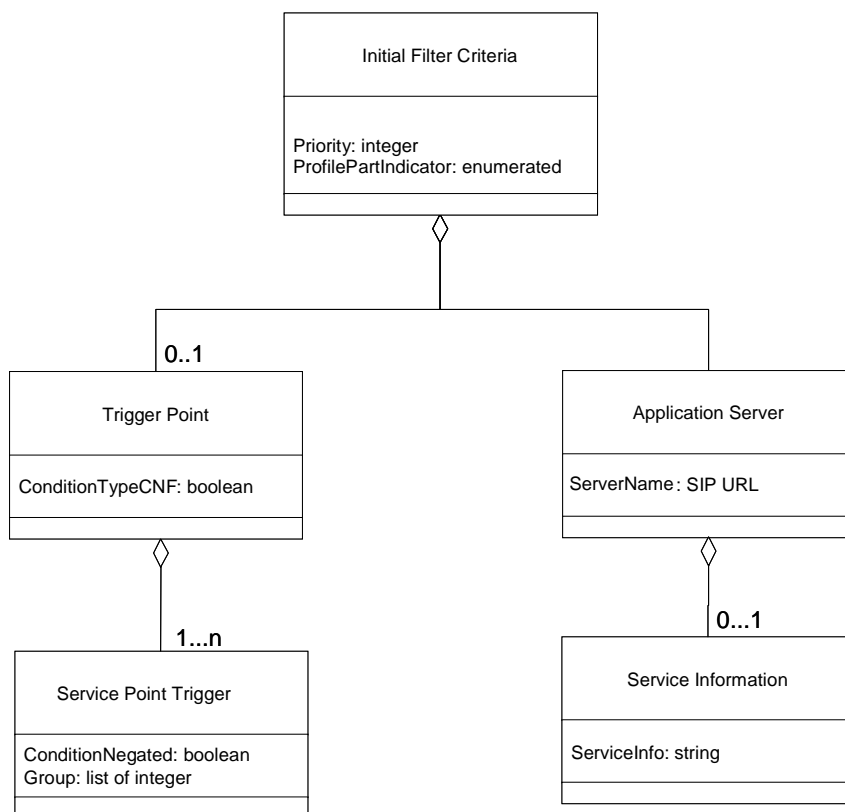 Initial Filter Criteria
Priority: integer
ProfilePartIndicator: enumerated
0..1
Trigger Point
ConditionTypeCNF: boolean
Application Server
ServerName : SIP URL
1...n
0...1
Service Point Trigger
ConditionNegated: boolean
Group: list of integer
Service Information
ServiceInfo: string